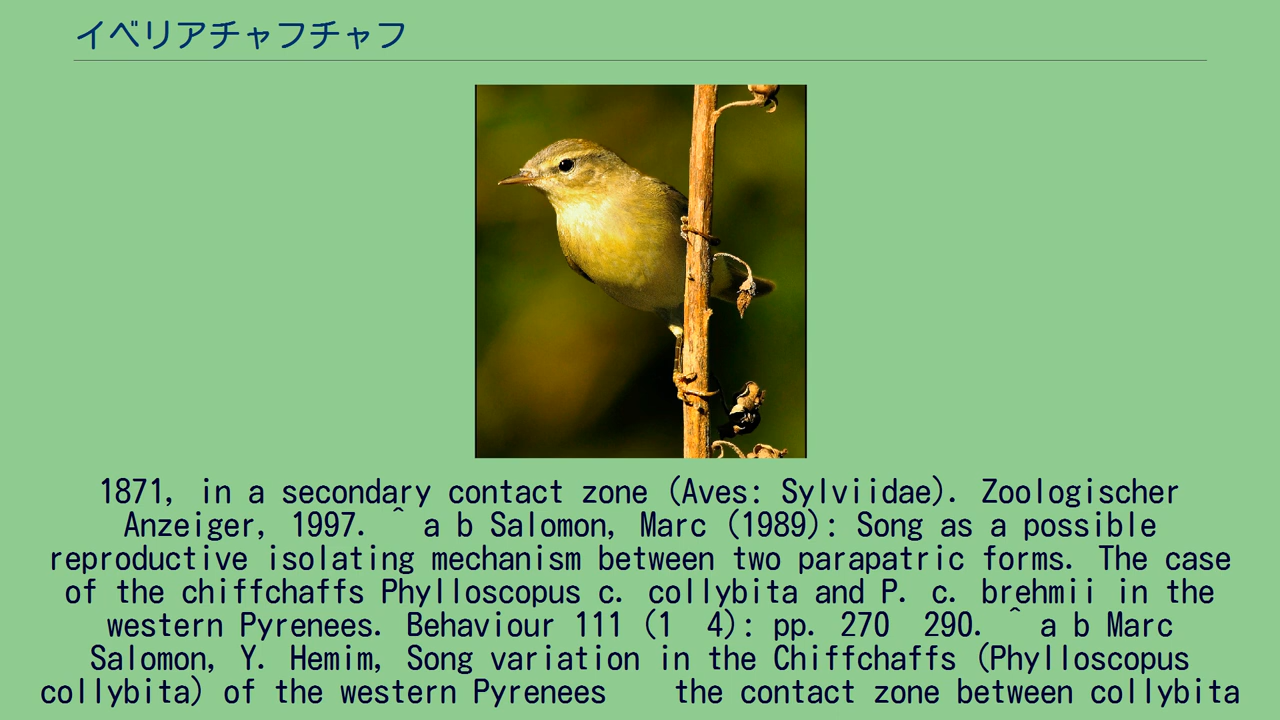 イベリアチャフチャフ
1871, in a secondary contact zone (Aves: Sylviidae). Zoologischer
Anzeiger, 1997. ^ a b Salomon, Marc (1989): Song as a possible
reproductive isolating mechanism between two parapatric forms. The case
of the chiffchaffs Phylloscopus c. collybita and P. c. brehmii in the
western Pyrenees. Behaviour 111 (1 4): pp. 270 290. ^ a b Marc
Salomon, Y. Hemim, Song variation in the Chiffchaffs (Phylloscopus
collybita) of the western Pyrenees the contact zone between collybita